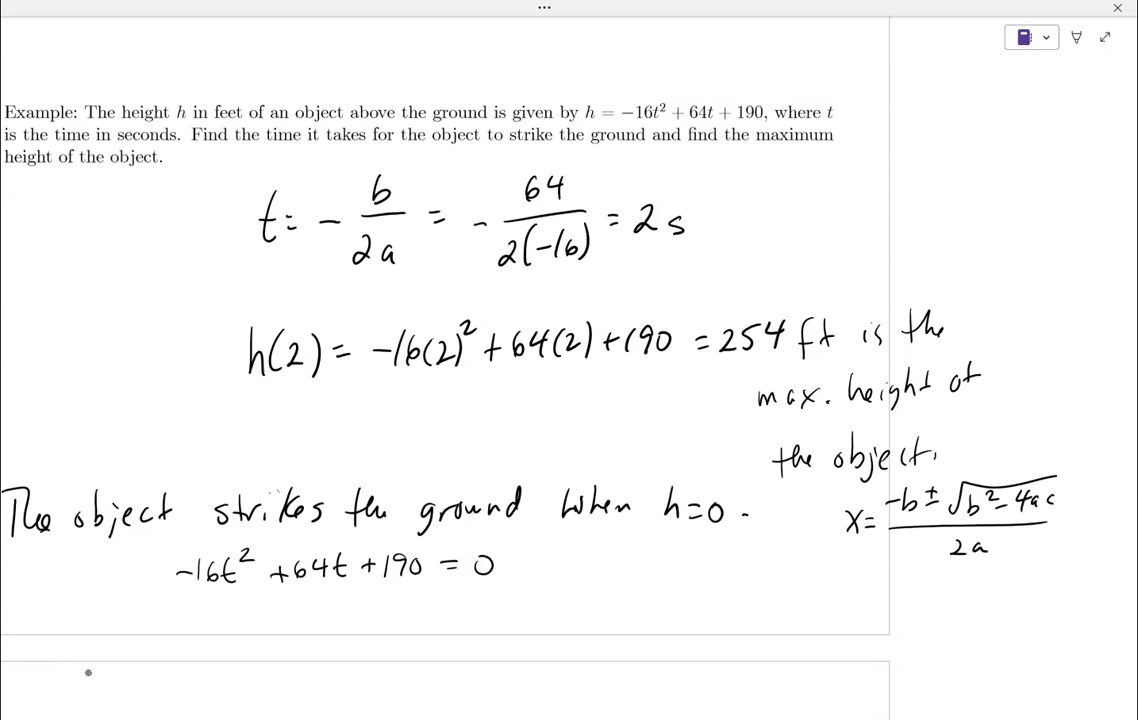 Example: The height h in feet of an object above the ground is given by h = −16t² + 64t + 190, where t
is the time in seconds. Find the time it takes for the object to strike the ground and find the maximum
height of the object.
t = - b/2a = - 64/2(-16) = 2 s
h(2) = -16(2)² + 64(2) + 190 = 254 ft is the
max. height of
the object.
The object strikes the ground when h=0.
x = -b ± √b² - 4ac / 2a
-16t² + 64t + 190 = 0